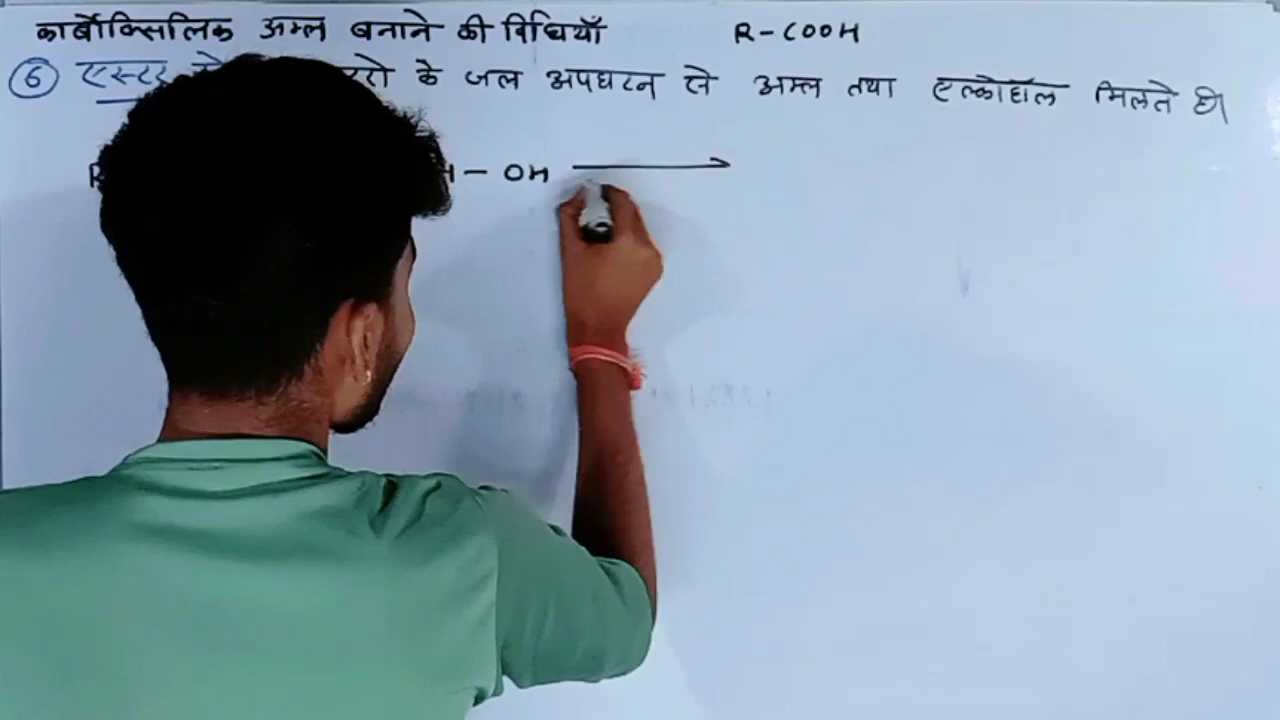 कार्बोक्सिलिक अम्ल बनाने की विधियाँ R-COOH
⑥ एस्टर के जल अपघटन से अम्ल तथा एल्कोहॉल मिलते है।
R - OH